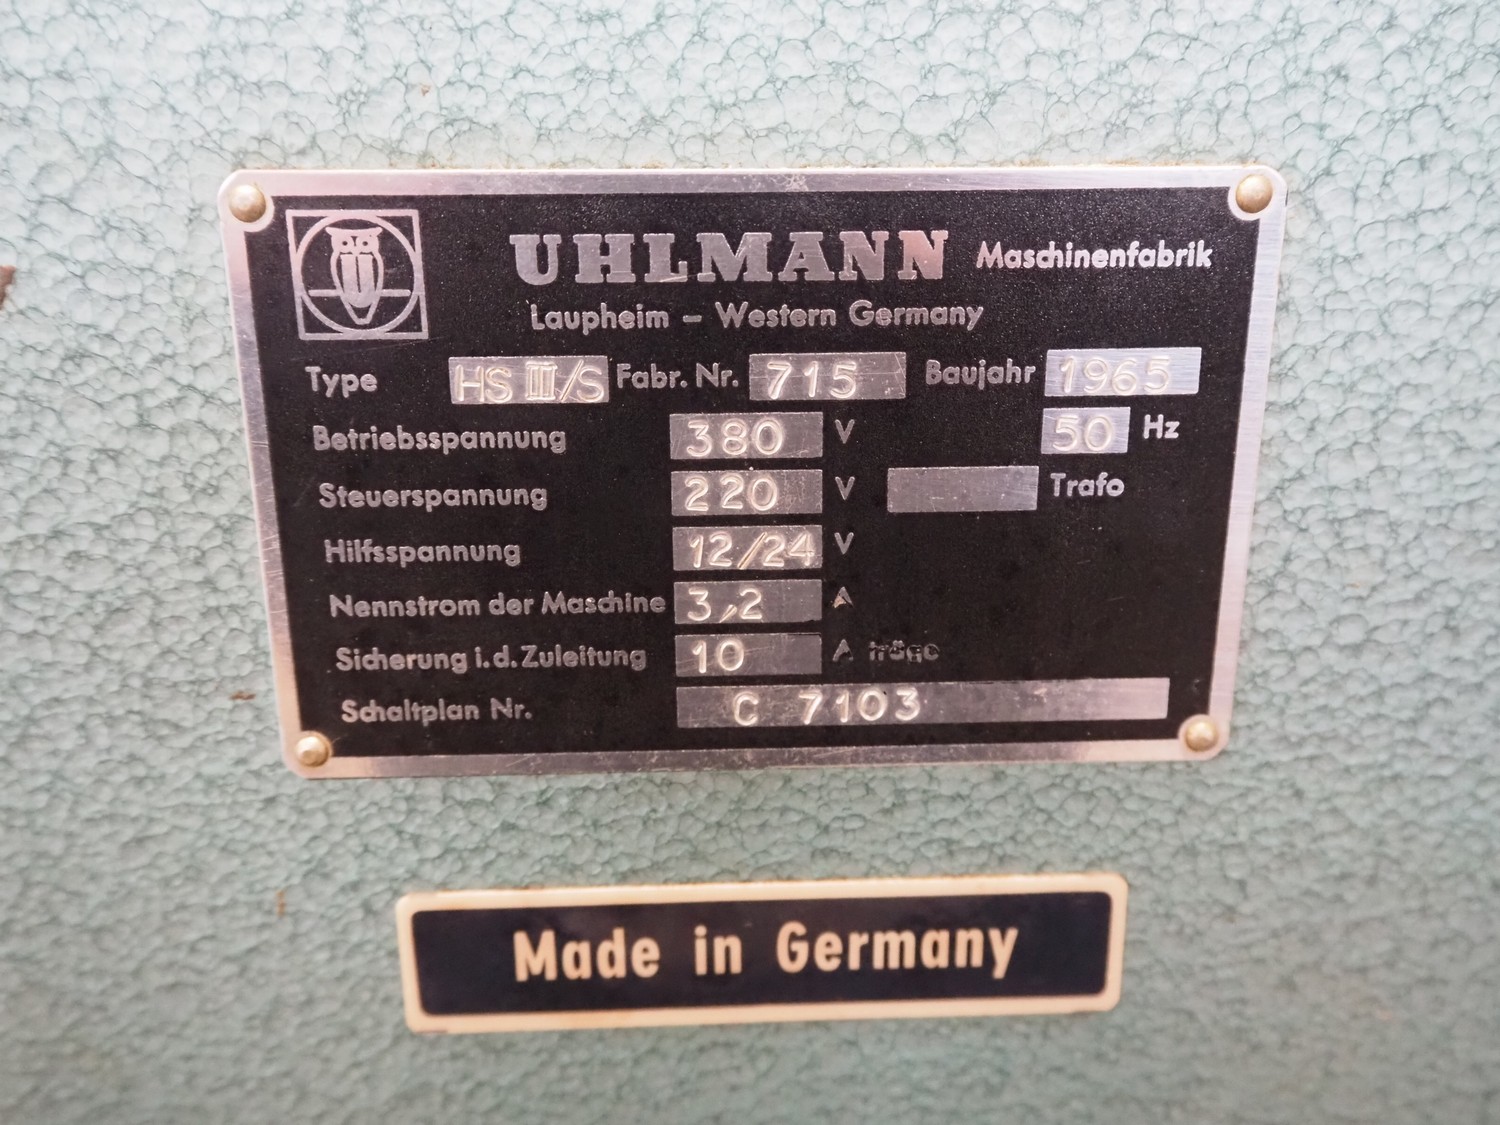 UHLMANN Maschinenfabrik
Laupheim – Western Germany
Type HS III/S Fabr. Nr. 715 Baujahr 1965
Betriebsspannung 380 V 50 Hz
Steuerspannung 220 V Trafo
Hilfsspannung 12/24 V
Nennstrom der Maschine 3,2 A
Sicherung i.d. Zuleitung 10 A träge
Schaltplan Nr. C 7103
Made in Germany